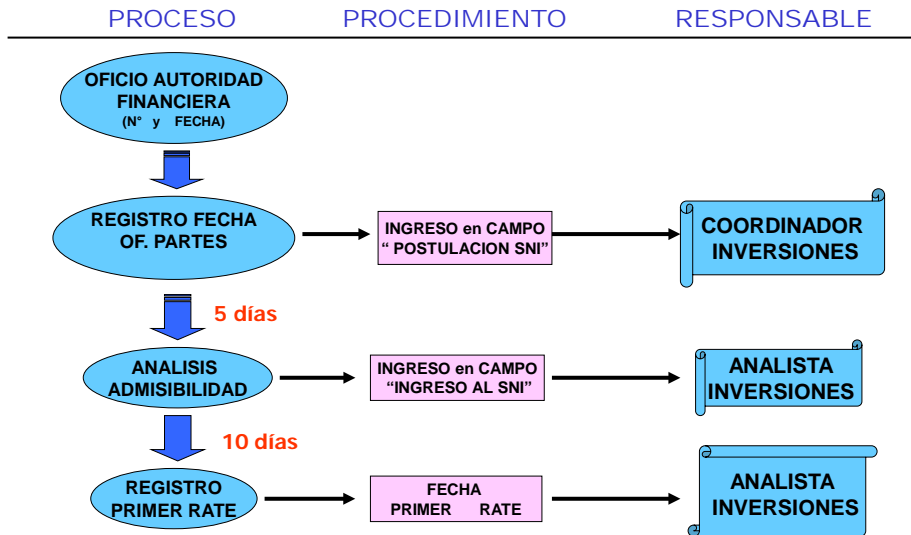 PROCESO PROCEDIMIENTO RESPONSABLE
OFICIO AUTORIDAD
FINANCIERA
(N° y FECHA)
REGISTRO FECHA
OF. PARTES
INGRESO en CAMPO
“ POSTULACION SNI”
COORDINADOR
INVERSIONES
5 días
ANALISIS
ADMISIBILIDAD
INGRESO en CAMPO
“INGRESO AL SNI”
ANALISTA
INVERSIONES
10 días
REGISTRO
PRIMER RATE
FECHA
PRIMER RATE
ANALISTA
INVERSIONES